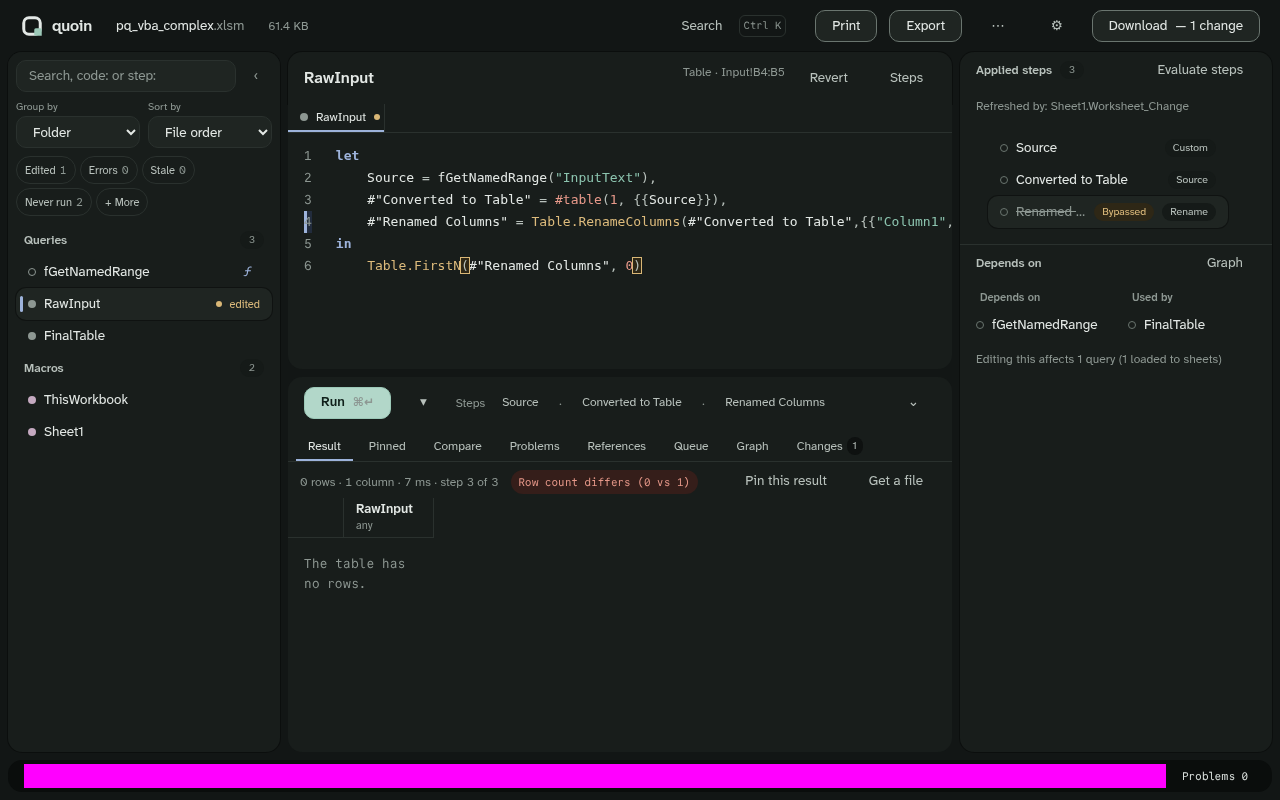 quoin
pq_vba_complex.xlsm
61.4 KB
Search Ctrl K
Print
Export
⋯
⚙
Download — 1 change
Search, code: or step:
‹
Group by
Sort by
Folder
File order
Edited 1
Errors 0
Stale 0
Never run 2
+ More
Queries 3
fGetNamedRange ƒ
RawInput edited
FinalTable
Macros 2
ThisWorkbook
Sheet1
RawInput
Table · Input!B4:B5
Revert
Steps
RawInput
1 let
2 Source = fGetNamedRange("InputText"),
3 #"Converted to Table" = #table(1, {{Source}}),
4 #"Renamed Columns" = Table.RenameColumns(#"Converted to Table",{{"Column1",
5 in
6 Table.FirstN(#"Renamed Columns", 0)
Run ⌘↵
▼
Steps Source · Converted to Table · Renamed Columns
⌄
Result
Pinned
Compare
Problems
References
Queue
Graph
Changes 1
0 rows · 1 column · 7 ms · step 3 of 3
Row count differs (0 vs 1)
Pin this result
Get a file
RawInput
any
The table has
no rows.
Applied steps 3
Evaluate steps
Refreshed by: Sheet1.Worksheet_Change
Source Custom
Converted to Table Source
Renamed ... Bypassed Rename
Depends on
Graph
Depends on
Used by
fGetNamedRange
FinalTable
Editing this affects 1 query (1 loaded to sheets)
Problems 0